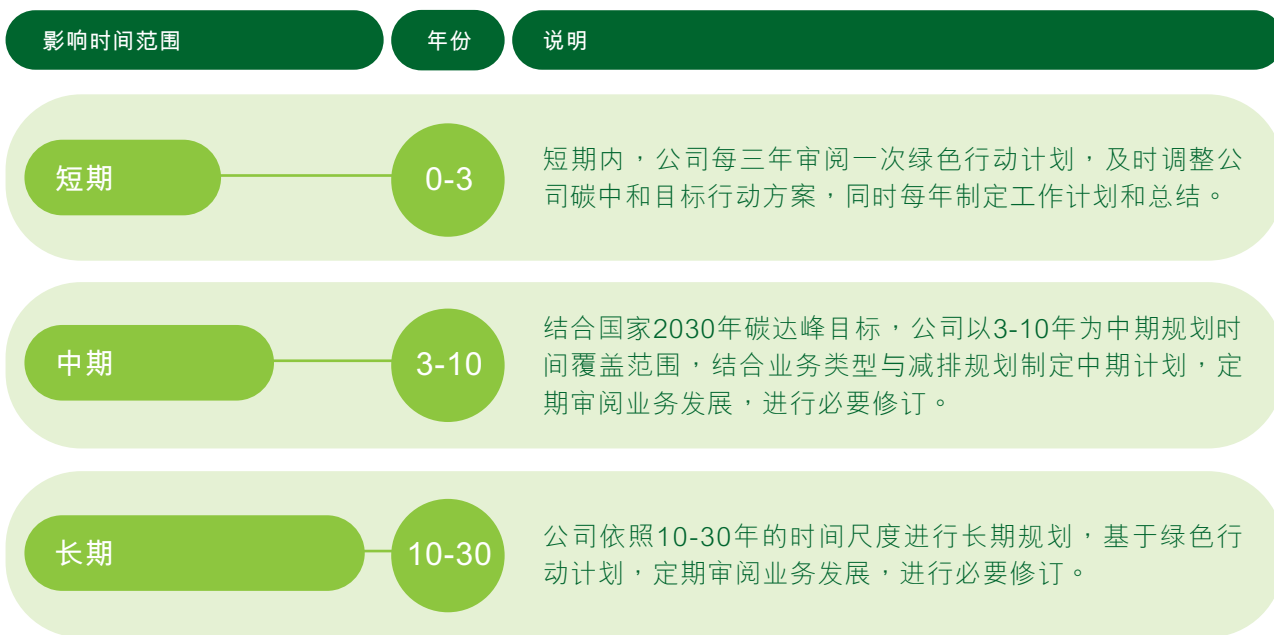 影响时间范围 年份 说明
短期 0-3 短期内，公司每三年审阅一次绿色行动计划，及时调整公
司碳中和目标行动方案，同时每年制定工作计划和总结。
中期 3-10 结合国家2030年碳达峰目标，公司以3-10年为中期规划时
间覆盖范围，结合业务类型与减排规划制定中期计划，定
期审阅业务发展，进行必要修订。
长期 10-30 公司依照10-30年的时间尺度进行长期规划，基于绿色行
动计划，定期审阅业务发展，进行必要修订。